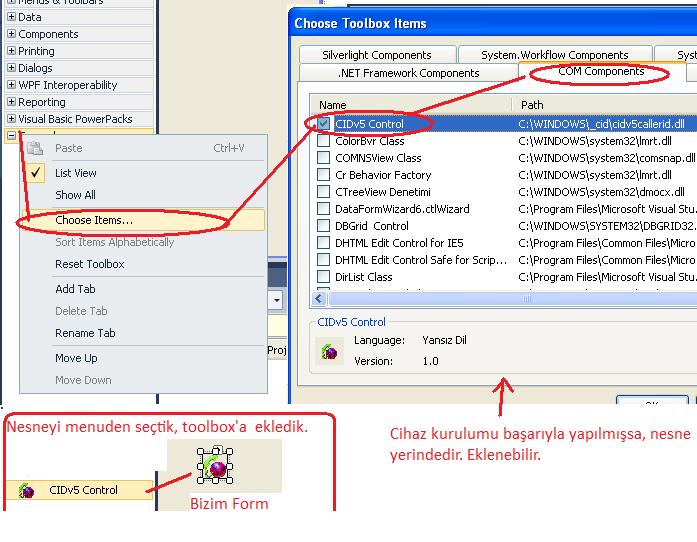 Menus & Toolbars
Data
Components
Printing
Dialogs
WPF Interoperability
Reporting
Visual Basic PowerPacks
Paste Ctrl+V
List View
Show All
Choose Items...
Sort Items Alphabetically
Reset Toolbox
Add Tab
Delete Tab
Rename Tab
Move Up
Move Down
Proj
Choose Toolbox Items
Silverlight Components System.Workflow Components Syst
.NET Framework Components COM Components
Name Path
CIDv5 Control C:\WINDOWS\_cid\cidv5callerid.dll
ColorBvr Class C:\WINDOWS\system32\lmrt.dll
COMNSView Class C:\WINDOWS\system32\comsnap.dll
Cr Behavior Factory C:\WINDOWS\system32\lmrt.dll
CTreeView Denetimi C:\WINDOWS\system32\dmocx.dll
DataFormWizard6.ctlWizard C:\Program Files\Microsoft Visual Stu.
DBGrid Control C:\WINDOWS\SYSTEM32\DBGRID32.
DHTML Edit Control for IE5 C:\Program Files\Common Files\Micro
DHTML Edit Control Safe for Scrip... C:\Program Files\Common Files\Micro
DirList Class C:\Program Files\Microsoft Visual Stu.
CIDv5 Control
Language: Yansız Dil
Version: 1.0
Nesneyi menuden seçtik, toolbox'a ekledik.
CIDv5 Control
Bizim Form
Cihaz kurulumu başarıyla yapılmışsa, nesne
yerindedir. Eklenebilir.